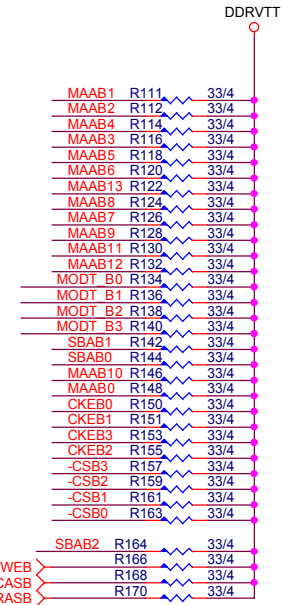 DDRVTT
MAAB1 R111 33/4
MAAB2 R112 33/4
MAAB4 R114 33/4
MAAB3 R116 33/4
MAAB5 R118 33/4
MAAB6 R120 33/4
MAAB13 R122 33/4
MAAB8 R124 33/4
MAAB7 R126 33/4
MAAB9 R128 33/4
MAAB11 R130 33/4
MAAB12 R132 33/4
MODT_B0 R134 33/4
MODT_B1 R136 33/4
MODT_B2 R138 33/4
MODT_B3 R140 33/4
SBAB1 R142 33/4
SBAB0 R144 33/4
MAAB10 R146 33/4
MAAB0 R148 33/4
CKEB0 R150 33/4
CKEB1 R151 33/4
CKEB3 R153 33/4
CKEB2 R155 33/4
-CSB3 R157 33/4
-CSB2 R159 33/4
-CSB1 R161 33/4
-CSB0 R163 33/4
SBAB2 R164 33/4
WEB R166 33/4
CASB R168 33/4
RASB R170 33/4